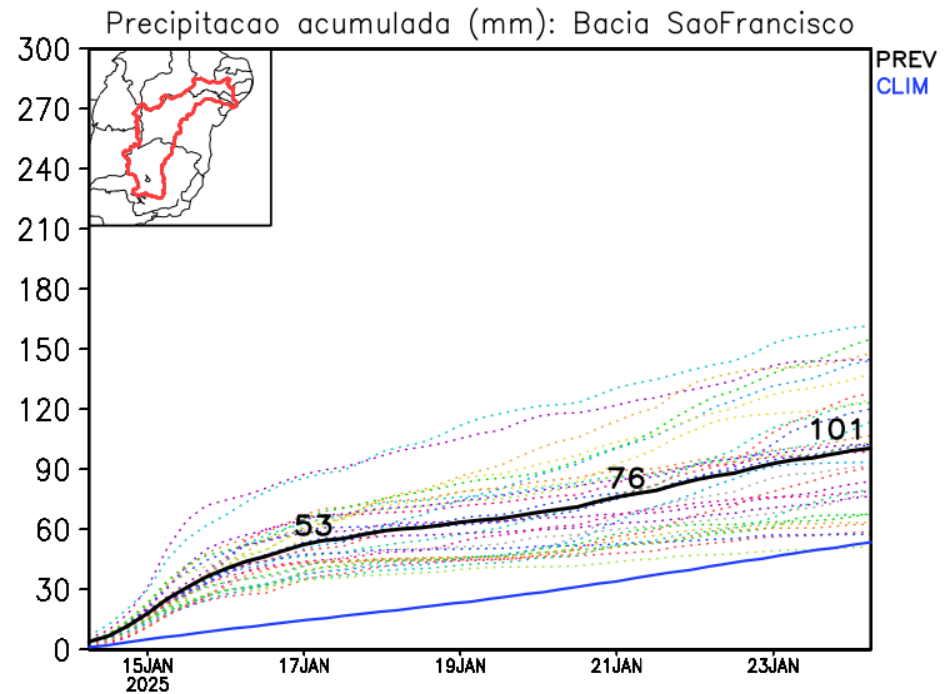 Precipitacao acumulada (mm): Bacia SaoFrancisco
PREV
CLIM
300
270
240
210
180
150
120
90
60
30
0
53
76
101
15JAN
2025
17JAN
19JAN
21JAN
23JAN